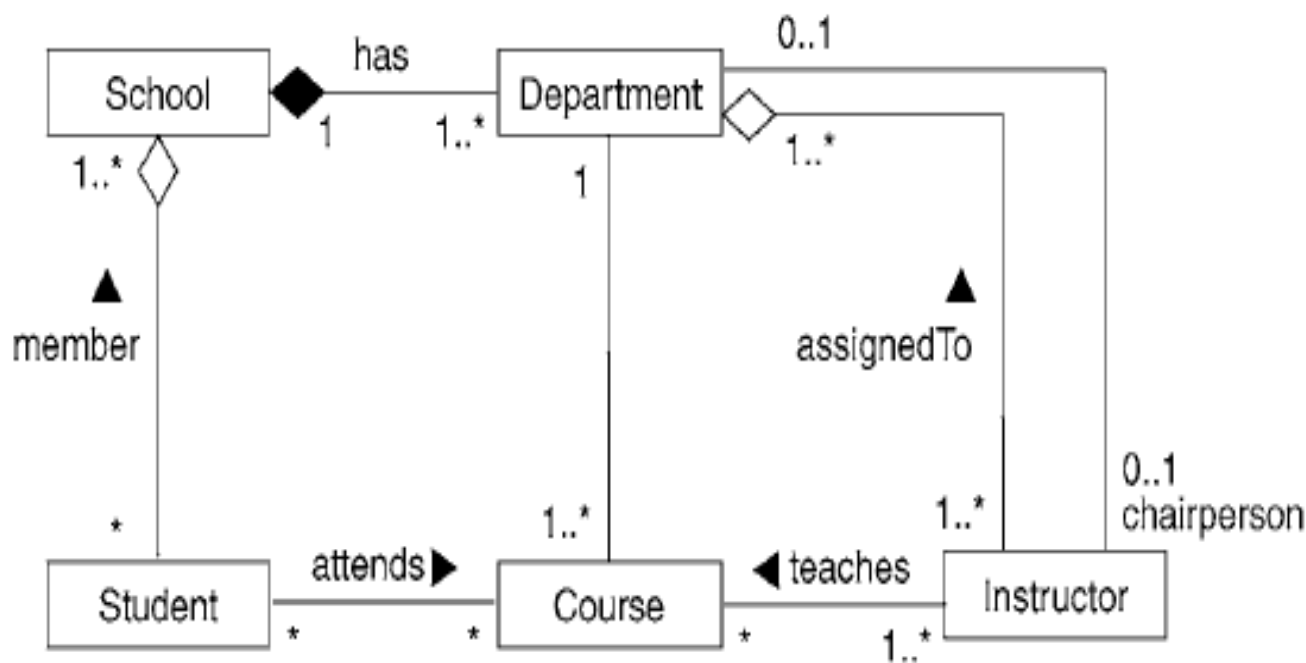 0..1
has
School
Department
1
1..*
1..*
1..*
1
member
assignedTo
0..1
chairperson
*
1..*
1..*
attends
teaches
Student
Course
Instructor
*
*
*
1..*